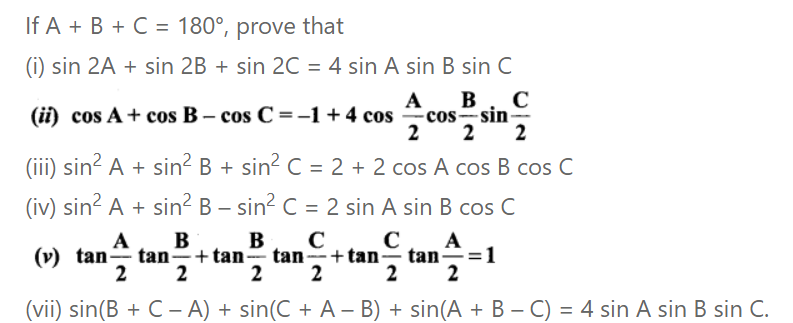 If A + B + C = 180°, prove that
(i) sin 2A + sin 2B + sin 2C = 4 sin A sin B sin C
(ii) cos A + cos B – cos C = –1 + 4 cos A/2 cos B/2 sin C/2
(iii) sin² A + sin² B + sin² C = 2 + 2 cos A cos B cos C
(iv) sin² A + sin² B – sin² C = 2 sin A sin B cos C
(v) tan A/2 tan B/2 + tan B/2 tan C/2 + tan C/2 tan A/2 = 1
(vii) sin(B + C – A) + sin(C + A – B) + sin(A + B – C) = 4 sin A sin B sin C.